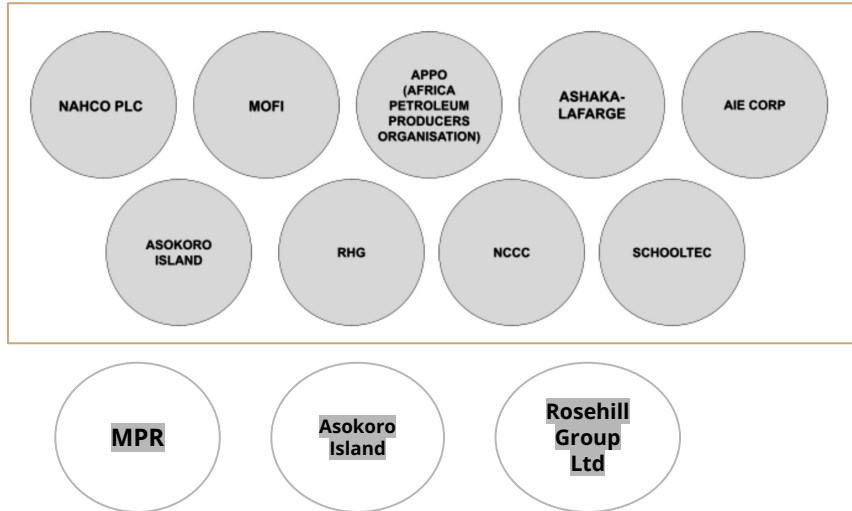 NAHCO PLC
MOFI
APPO
(AFRICA
PETROLEUM
PRODUCERS
ORGANISATION)
ASHAKA-
LAFARGE
AIE CORP
ASOKORO
ISLAND
RHG
NCCC
SCHOOLTEC
MPR
Asokoro
Island
Rosehill
Group
Ltd